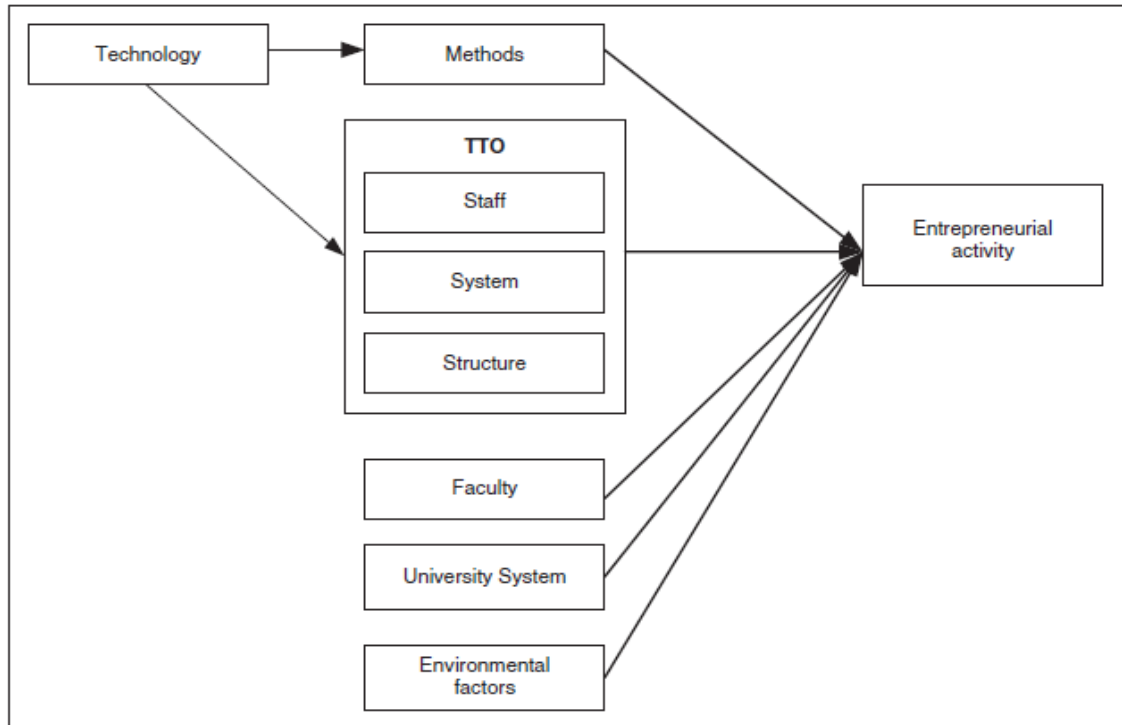 Technology
Methods
TTO
Staff
System
Structure
Entrepreneurial
activity
Faculty
University System
Environmental
factors